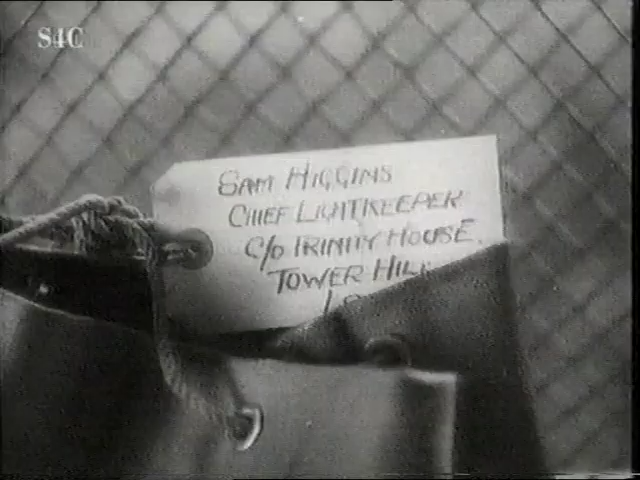 S4C
SAM HIGGINS
CHIEF LIGHTKEEPER
C/O TRINITY HOUSE.
TOWER HILL